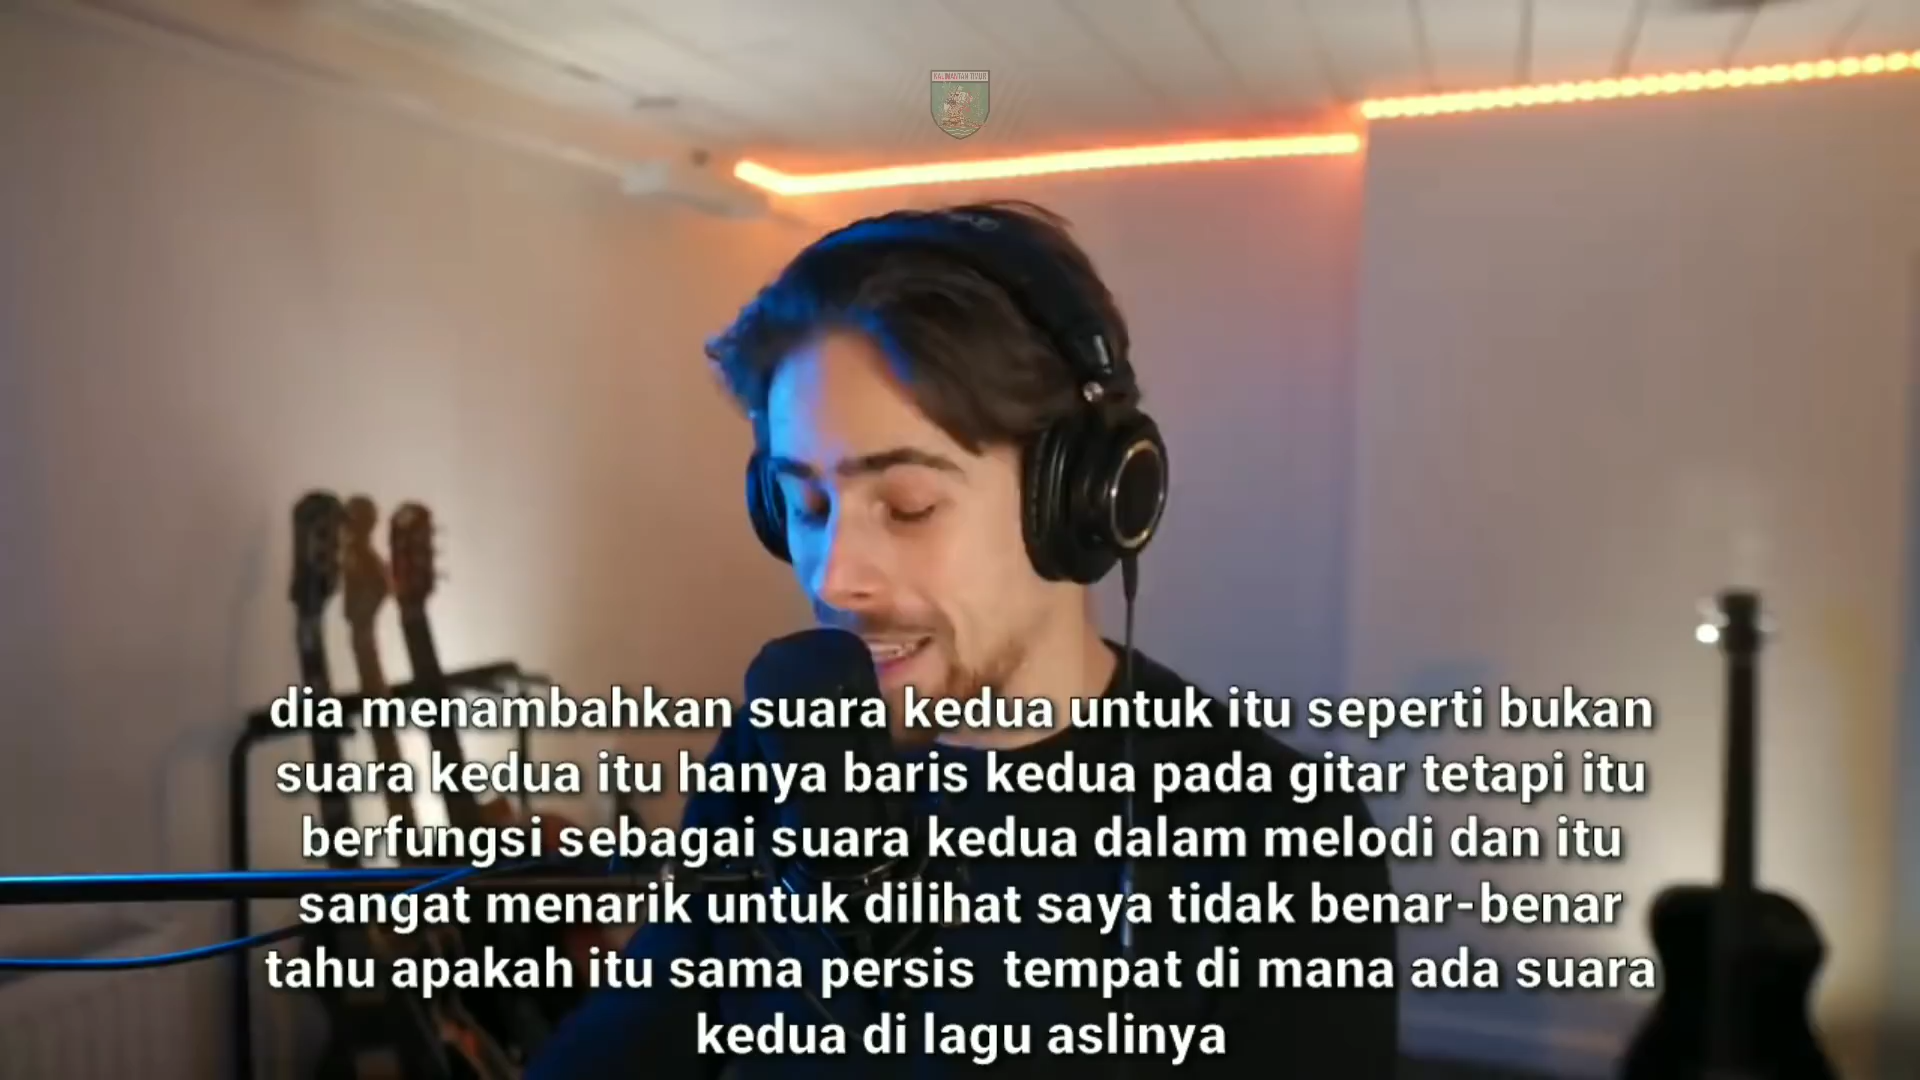 KALIMANTAN TIMUR
dia menambahkan suara kedua untuk itu seperti bukan
suara kedua itu hanya baris kedua pada gitar tetapi itu
berfungsi sebagai suara kedua dalam melodi dan itu
sangat menarik untuk dilihat saya tidak benar-benar
tahu apakah itu sama persis  tempat di mana ada suara
kedua di lagu aslinya